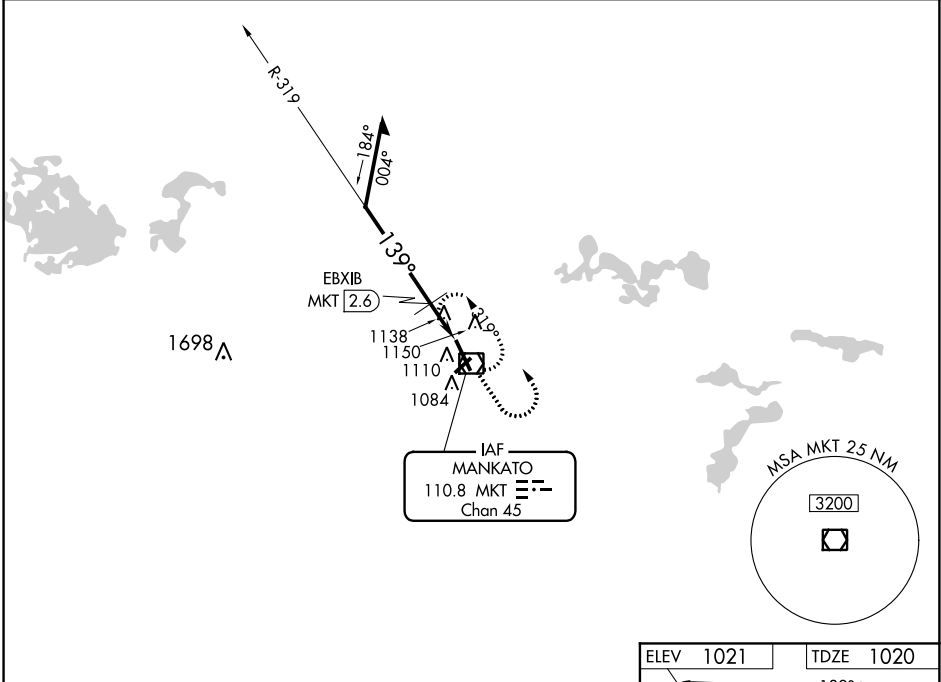 R-319
184°
004°
139°
EBXIB
MKT 2.6
319°
1138
1150
1698
1110
1084
IAF
MANKATO
110.8 MKT
Chan 45
MSA MKT 25 NM
3200
ELEV 1021
TDZE 1020